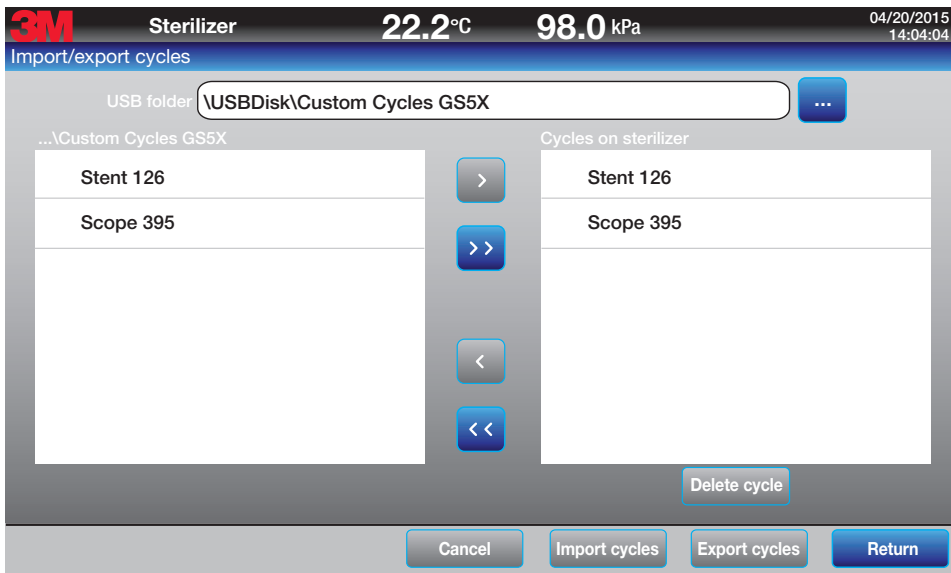 3M Sterilizer 22.2°C 98.0 kPa 04/20/2015
14:04:04
Import/export cycles
USB folder \USBDisk\Custom Cycles GS5X ...
...\Custom Cycles GS5X
Cycles on sterilizer
Stent 126
Scope 395
>
>>
<
<<
Stent 126
Scope 395
Delete cycle
Cancel Import cycles Export cycles Return